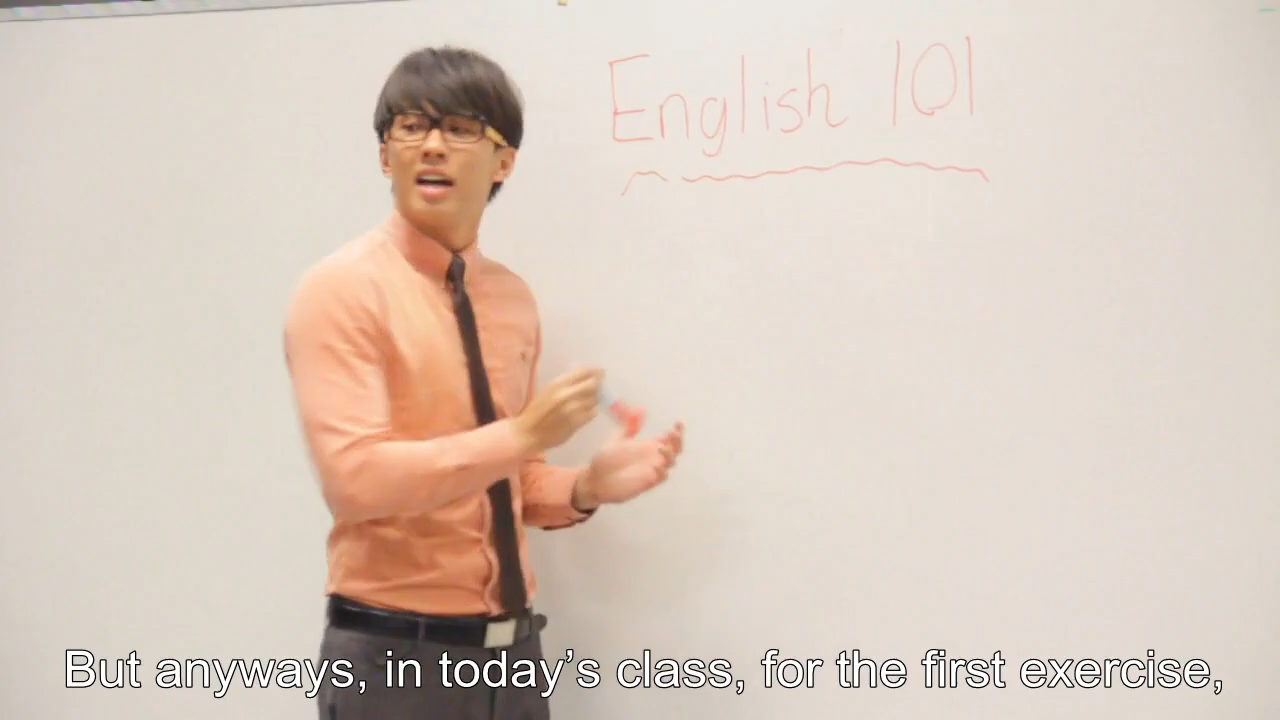 English 101
But anyways, in today’s class, for the first exercise,